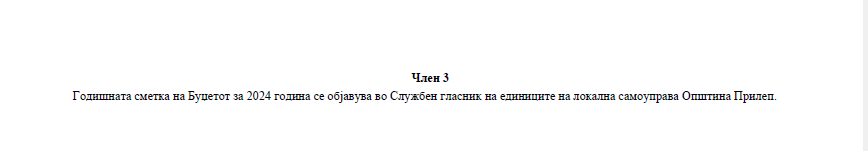 Член 3
Годишната сметка на Буџетот за 2024 година се објавува во Службен гласник на единиците на локална самоуправа Општина Прилеп.